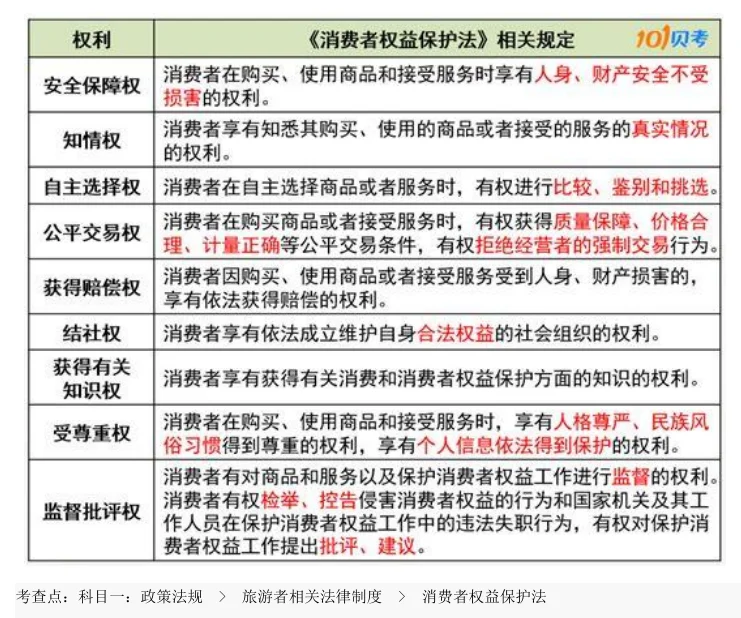 权利 《消费者权益保护法》相关规定 101贝考
安全保障权 消费者在购买、使用商品和接受服务时享有人身、财产安全不受
损害的权利。
知情权 消费者享有知悉其购买、使用的商品或者接受的服务的真实情况
的权利。
自主选择权 消费者在自主选择商品或者服务时，有权进行比较、鉴别和挑选。
公平交易权 消费者在购买商品或者接受服务时，有权获得质量保障、价格合
理、计量正确等公平交易条件，有权拒绝经营者的强制交易行为。
获得赔偿权 消费者因购买、使用商品或者接受服务受到人身、财产损害的，
享有依法获得赔偿的权利。
结社权 消费者享有依法成立维护自身合法权益的社会组织的权利。
获得有关
知识权 消费者享有获得有关消费和消费者权益保护方面的知识的权利。
受尊重权 消费者在购买、使用商品和接受服务时，享有人格尊严、民族风
俗习惯得到尊重的权利，享有个人信息依法得到保护的权利。
监督批评权 消费者有对商品和服务以及保护消费者权益工作进行监督的权利。
消费者有权检举、控告侵害消费者权益的行为和国家机关及其工
作人员在保护消费者权益工作中的违法失职行为，有权对保护消
费者权益工作提出批评、建议。
考查点：科目一：政策法规 > 旅游者相关法律制度 > 消费者权益保护法